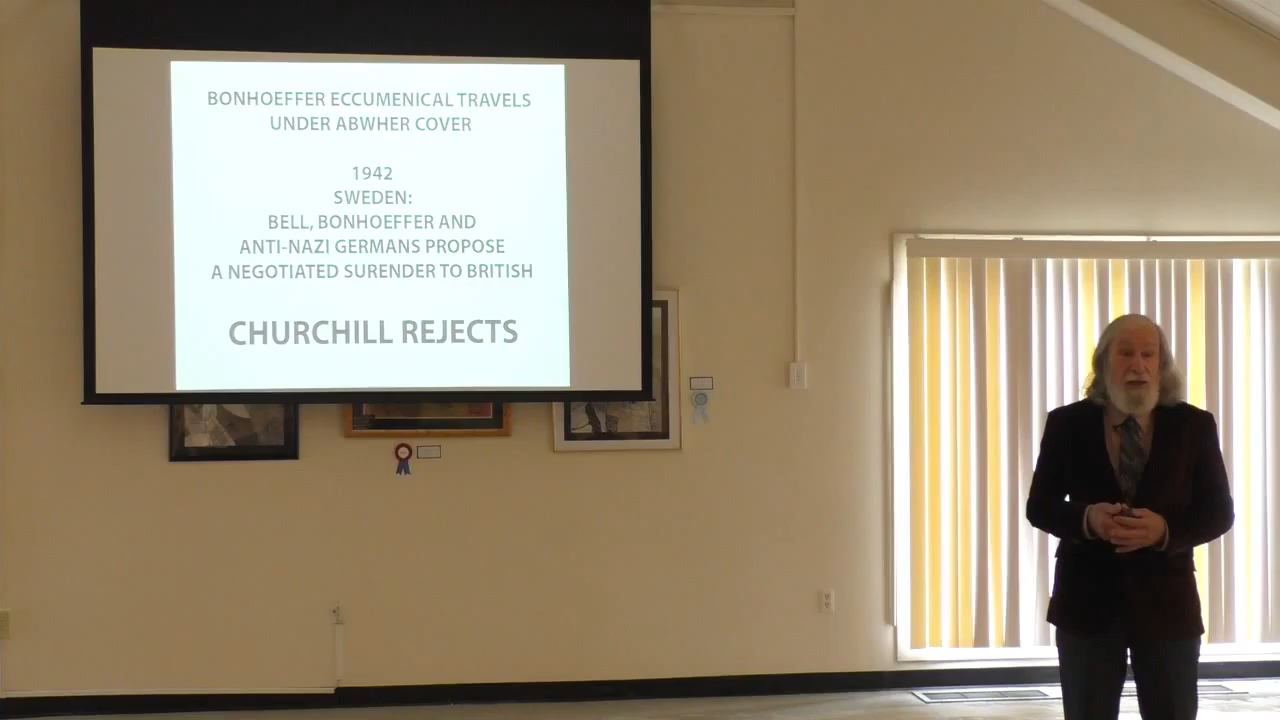 BONHOEFFER ECCUMENICAL TRAVELS
UNDER ABWHER COVER
1942
SWEDEN:
BELL, BONHOEFFER AND
ANTI-NAZI GERMANS PROPOSE
A NEGOTIATED SURENDER TO BRITISH
CHURCHILL REJECTS